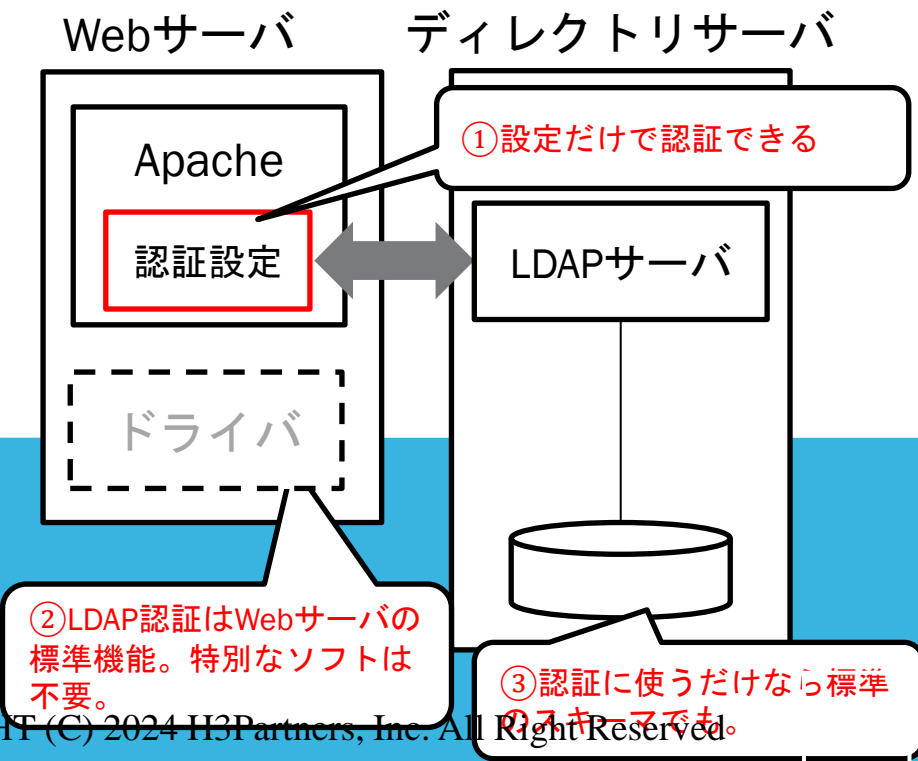 Webサーバ
ディレクトリサーバ
①設定だけで認証できる
Apache
認証設定
LDAPサーバ
ドライバ
②LDAP認証はWebサーバの
標準機能。特別なソフトは
不要。
③認証に使うだけなら標準
のスキーマでも。
IT (C) 2024 H3Partners, Inc. All Right Reserved